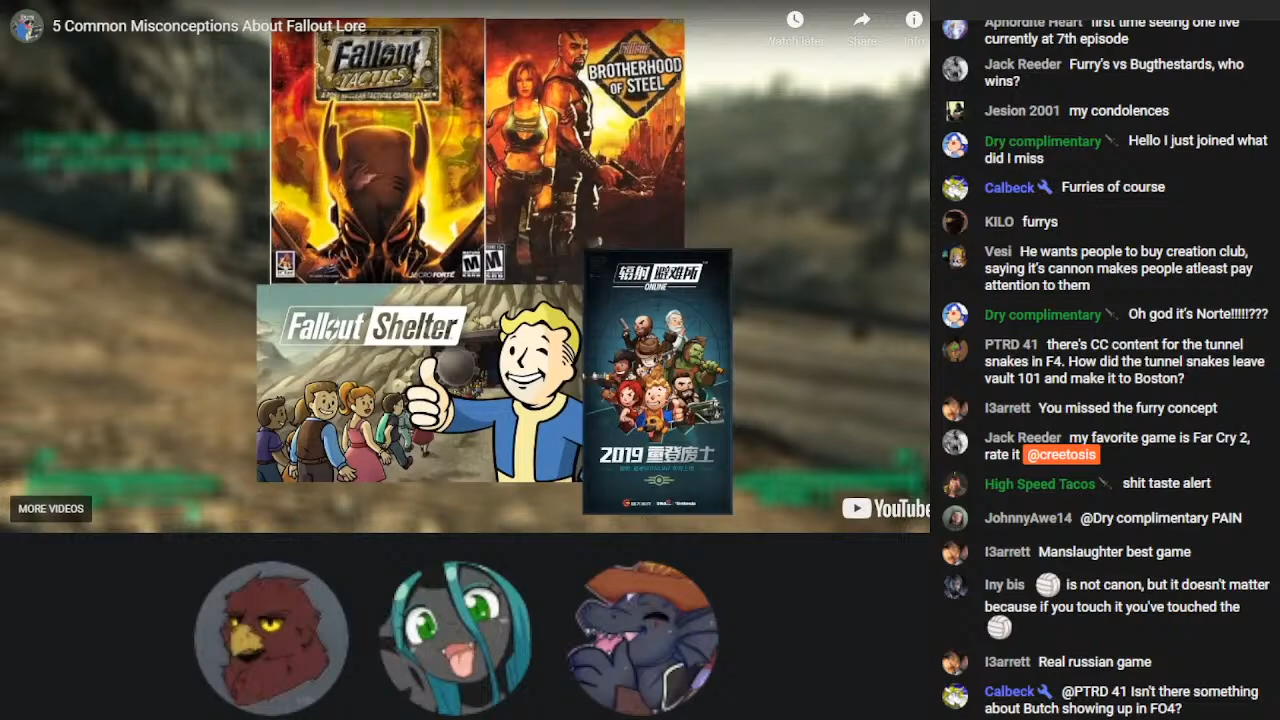 5 Common Misconceptions About Fallout Lore
Watch later
Share
Info
Fallout
TACTICS
Fallout
BROTHERHOOD
OF STEEL
Fallout Shelter
辐射 避难所
ONLINE
2019 重登废土
MORE VIDEOS
YouTube
Aphordite Heart first time seeing one live
currently at 7th episode
Jack Reeder Furry's vs Bugthestards, who
wins?
Jesion 2001 my condolences
Dry complimentary Hello I just joined what
did I miss
Calbeck Furries of course
KILO furrys
Vesi He wants people to buy creation club,
saying it's cannon makes people atleast pay
attention to them
Dry complimentary Oh god it's Norte!!!!!???
PTRD 41 there's CC content for the tunnel
snakes in F4. How did the tunnel snakes leave
vault 101 and make it to Boston?
I3arrett You missed the furry concept
Jack Reeder my favorite game is Far Cry 2,
rate it @creetosis
High Speed Tacos shit taste alert
JohnnyAwe14 @Dry complimentary PAIN
I3arrett Manslaughter best game
Iny bis is not canon, but it doesn't matter
because if you touch it you've touched the
I3arrett Real russian game
Calbeck @PTRD 41 Isn't there something
about Butch showing up in FO4?